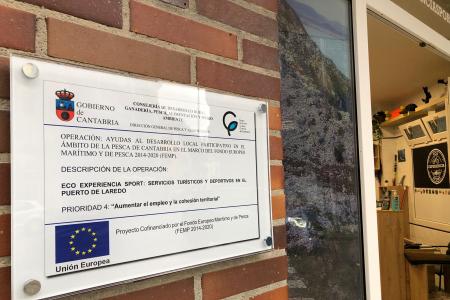 GOBIERNO
de
CANTABRIA
CONSEJERÍA DE DESARROLLO RURAL,
GANADERÍA, PESCA, ALIMENTACIÓN Y MEDIO
AMBIENTE
DIRECCIÓN GENERAL DE PESCA Y
OPERACIÓN: AYUDAS AL DESARROLLO LOCAL PARTICIPATIVO EN EL
ÁMBITO DE LA PESCA DE CANTABRIA EN EL MARCO DEL FONDO EUROPEO
MARÍTIMO Y DE PESCA 2014-2020 (FEMP).
DESCRIPCIÓN DE LA OPERACIÓN:
ECO EXPERIENCE SPORT: SERVICIOS TURÍSTICOS Y DEPORTIVOS EN EL
PUERTO DE LAREDO
PRIORIDAD 4: "Aumentar el empleo y la cohesión territorial"
Proyecto Cofinanciado por el Fondo Europeo Marítimo y de Pesca
(FEMP 2014-2020)
Unión Europea